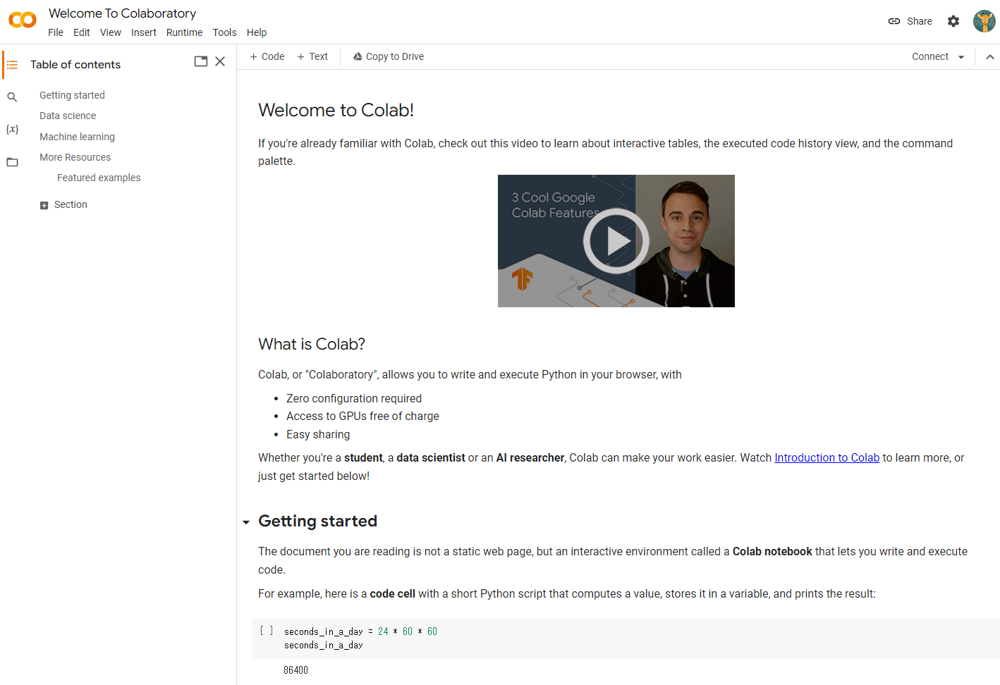 Welcome To Colaboratory
File Edit View Insert Runtime Tools Help
Share
Table of contents
Getting started
Data science
Machine learning
More Resources
Featured examples
Section
{x}
+ Code + Text Copy to Drive
Connect
Welcome to Colab!
If you're already familiar with Colab, check out this video to learn about interactive tables, the executed code history view, and the command
palette.
3 Cool Google
Colab Features
What is Colab?
Colab, or "Colaboratory", allows you to write and execute Python in your browser, with
• Zero configuration required
• Access to GPUs free of charge
• Easy sharing
Whether you're a student, a data scientist or an AI researcher, Colab can make your work easier. Watch Introduction to Colab to learn more, or
just get started below!
Getting started
The document you are reading is not a static web page, but an interactive environment called a Colab notebook that lets you write and execute
code.
For example, here is a code cell with a short Python script that computes a value, stores it in a variable, and prints the result:
[ ] seconds_in_a_day = 24 * 60 * 60
seconds_in_a_day
86400